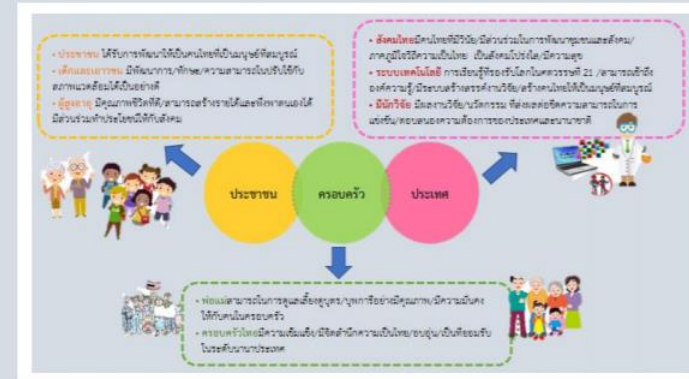 • ประชาชน ได้รับการพัฒนาให้เป็นคนไทยที่เป็นมนุษย์ที่สมบูรณ์
• เด็กและเยาวชน มีพัฒนาการ/ทักษะ/ความสามารถในปรับใช้กับ
สภาพแวดล้อมได้เป็นอย่างดี
• ผู้สูงอายุ มีคุณภาพชีวิตที่ดี/สามารถสร้างรายได้และพึ่งพาตนเองได้
มีส่วนร่วมทำประโยชน์ให้กับสังคม
• สังคมไทยมีคนไทยที่มีวินัย/มีส่วนร่วมในการพัฒนาชุมชนและสังคม/
ภาคภูมิใจวิถีความเป็นไทย เป็นสังคมโปร่งใส/มีความสุข
• ระบบเทคโนโลยี การเรียนรู้ที่รองรับโลกในศตวรรษที่ 21 /สามารถเข้าถึง
องค์ความรู้/มีระบบสร้างสรรค์งานวิจัย/สร้างคนไทยให้เป็นมนุษย์ที่สมบูรณ์
• มีนักวิจัย มีผลงานวิจัย/นวัตกรรม ที่ส่งผลต่อขีดความสามารถในการ
แข่งขัน/ตอบสนองความต้องการของประเทศและนานาชาติ
ประชาชน
ครอบครัว
ประเทศ
• พ่อแม่สามารถในการดูแลเลี้ยงดูบุตร/บุพการีอย่างมีคุณภาพ/มีความมั่นคง
ให้กับคนในครอบครัว
• ครอบครัวไทยมีความเข้มแข็ง/มีจิตสำนึกความเป็นไทย/อบอุ่น/เป็นที่ยอมรับ
ในระดับนานาประเทศ